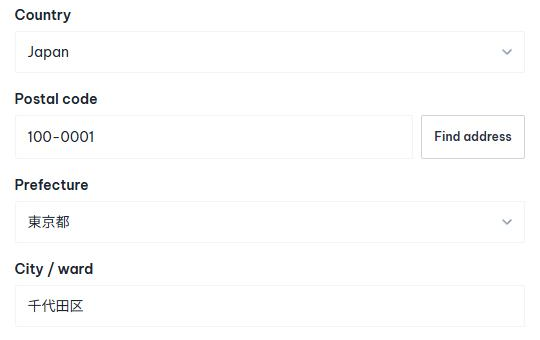 Country
Japan
Postal code
100-0001
Find address
Prefecture
東京都
City / ward
千代田区